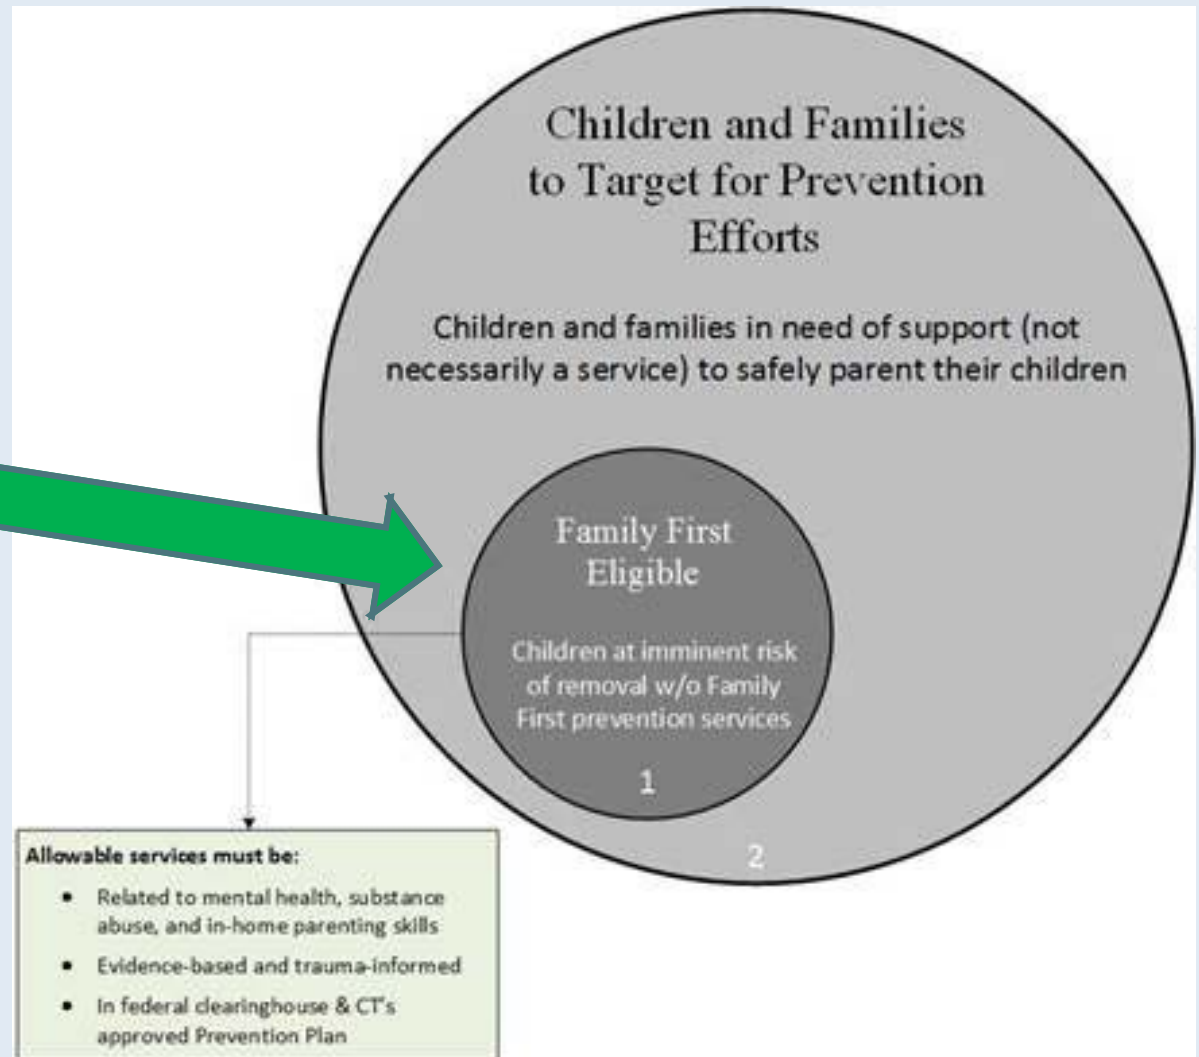 Children and Families
to Target for Prevention
Efforts
Children and families in need of support (not
necessarily a service) to safely parent their children
Family First
Eligible
Children at imminent risk
of removal w/o Family
First prevention services
1
2
Allowable services must be:
• Related to mental health, substance
abuse, and in-home parenting skills
• Evidence-based and trauma-informed
• In federal clearinghouse & CT's
approved Prevention Plan